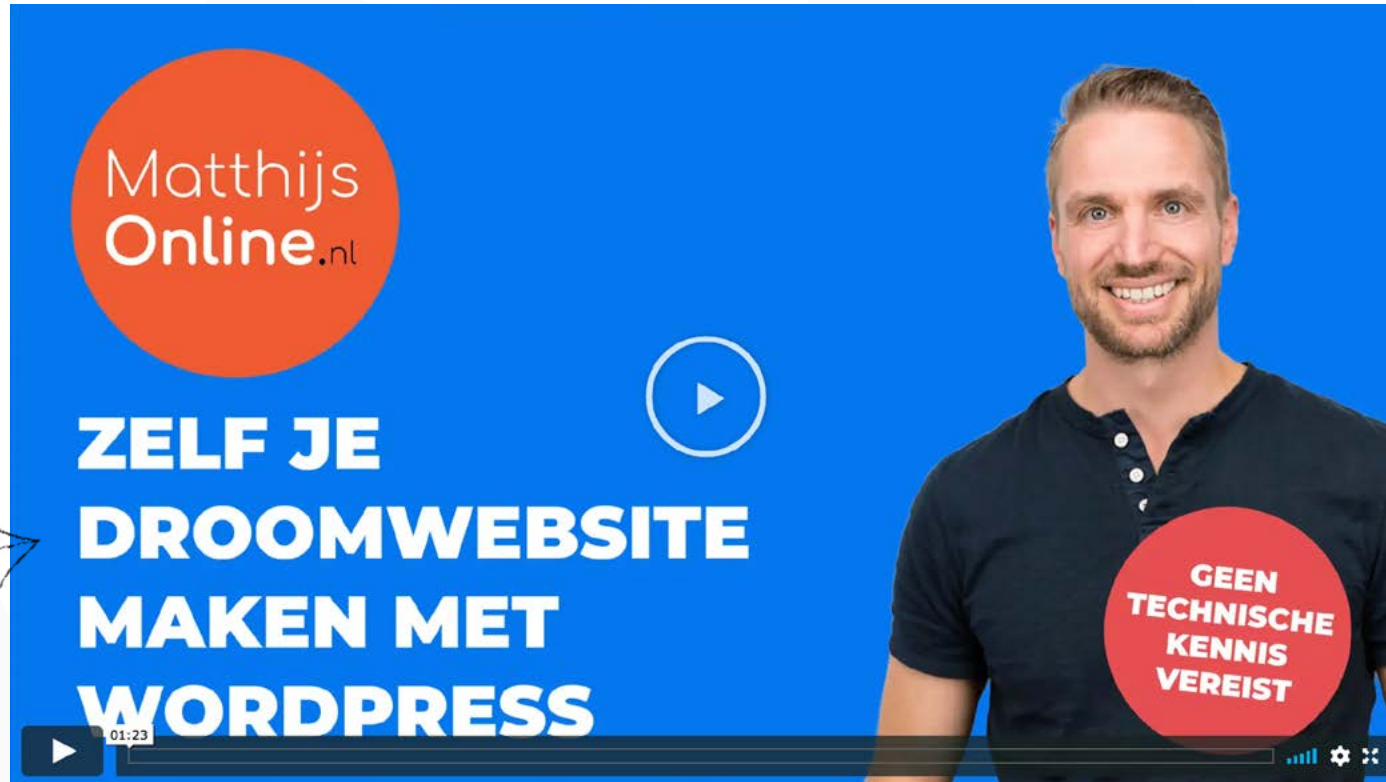 Matthijs
Online.nl
ZELF JE
DROOMWEBSITE
MAKEN MET
WORDPRESS
GEEN
TECHNISCHE
KENNIS
VEREIST
01:23